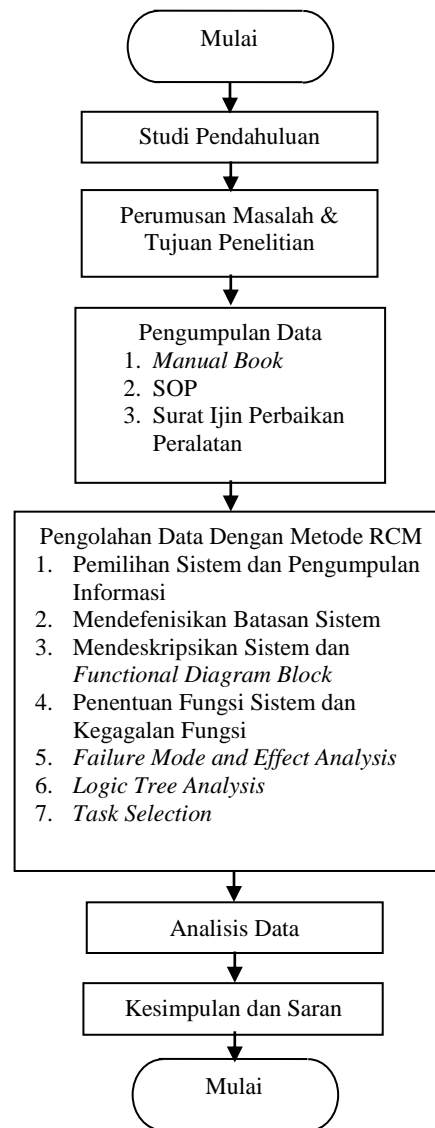 Mulai
Studi Pendahuluan
Perumusan Masalah &
Tujuan Penelitian
Pengumpulan Data
1. Manual Book
2. SOP
3. Surat Ijin Perbaikan
Peralatan
Pengolahan Data Dengan Metode RCM
1. Pemilihan Sistem dan Pengumpulan
Informasi
2. Mendefenisikan Batasan Sistem
3. Mendeskripsikan Sistem dan
Functional Diagram Block
4. Penentuan Fungsi Sistem dan
Kegagalan Fungsi
5. Failure Mode and Effect Analysis
6. Logic Tree Analysis
7. Task Selection
Analisis Data
Kesimpulan dan Saran
Mulai